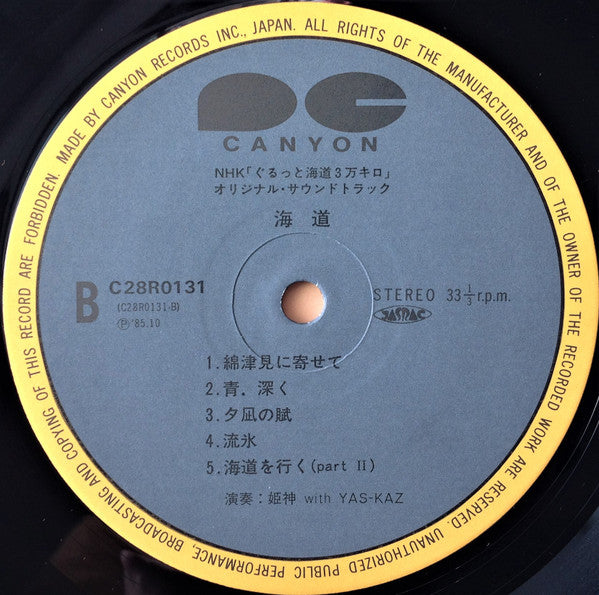 MADE BY CANYON RECORDS INC., JAPAN. ALL RIGHTS OF THE MANUFACTURER AND OF THE OWNER OF THE RECORDED WORK ARE RESERVED. UNAUTHORIZED PUBLIC PERFORMANCE, BROADCASTING AND COPYING OF THIS RECORD ARE FORBIDDEN.
CANYON
NHK「ぐるっと海道3万キロ」
オリジナル・サウンドトラック
海道
B
C28R0131
(C28R0131-B)
Ⓟ'85.10
STEREO 33 1/3 r.p.m.
JASRAC
1.綿津見に寄せて
2.青，深く
3.夕凪の賦
4.流氷
5.海道を行く(part II)
演奏：姫神 with YAS-KAZ